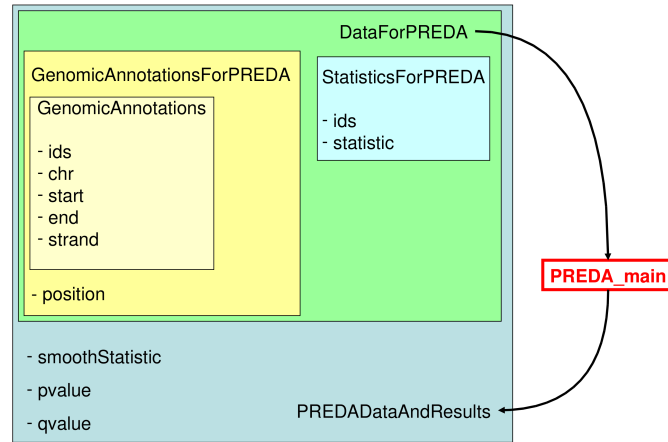 DataForPREDA
GenomicAnnotationsForPREDA
GenomicAnnotations
- ids
- chr
- start
- end
- strand
- position
StatisticsForPREDA
- ids
- statistic
PREDA_main
- smoothStatistic
- pvalue
- qvalue
PREDADataAndResults